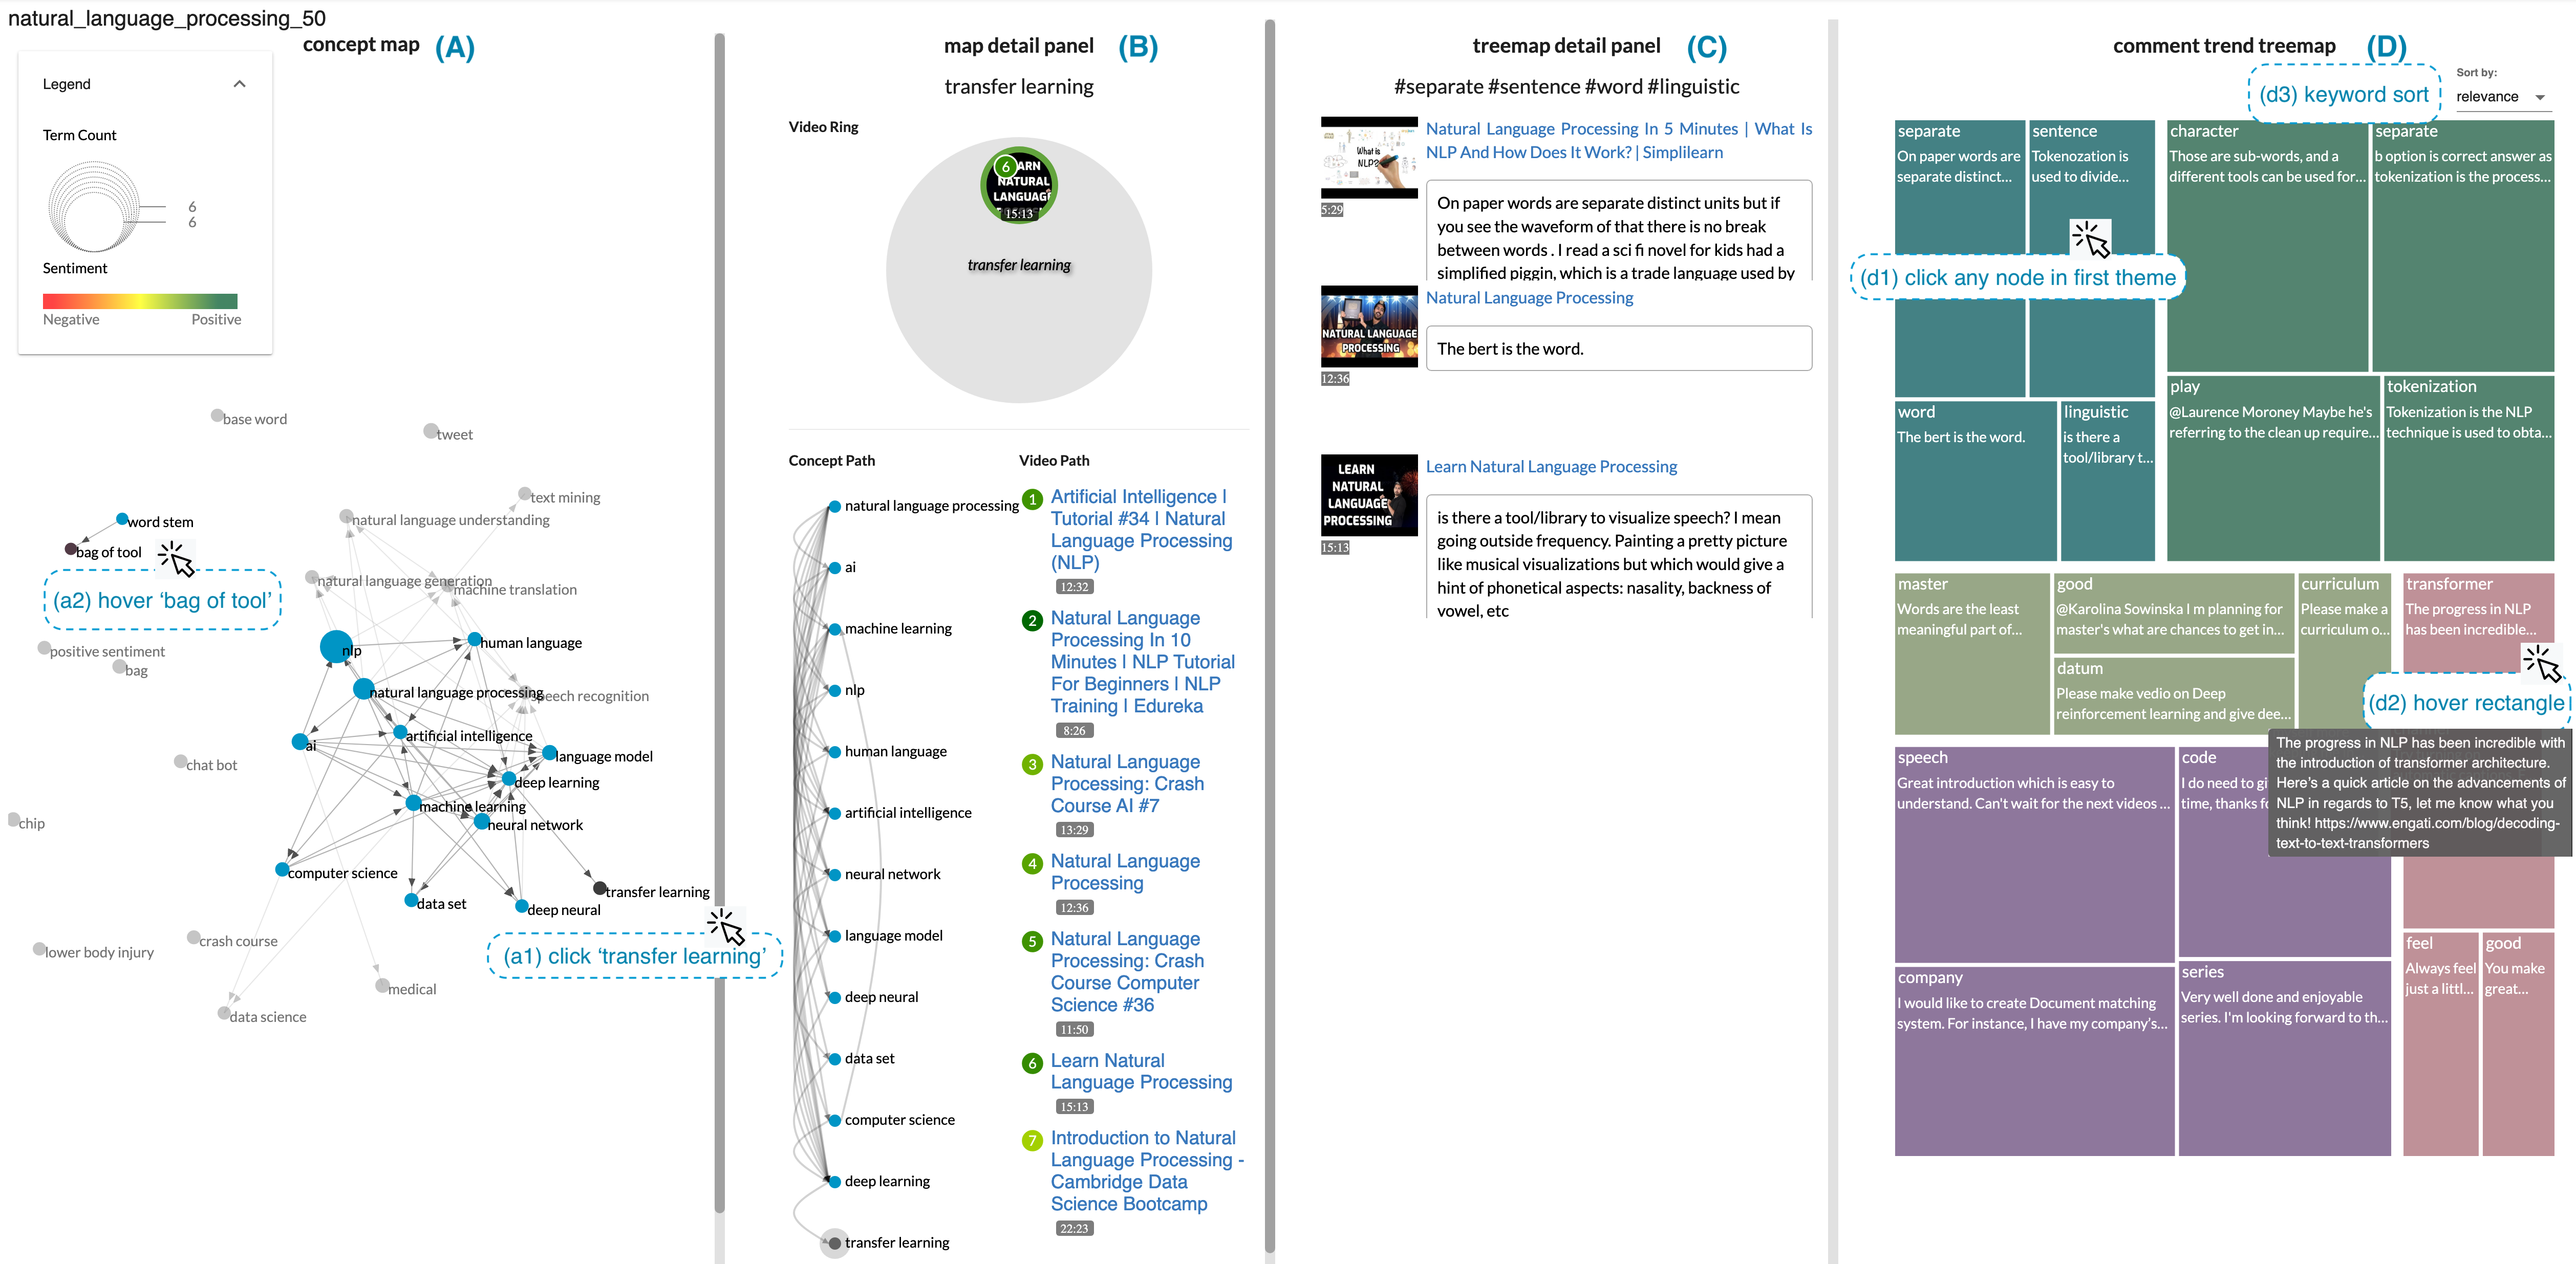 natural_language_processing_50
concept map (A)
Legend
Term Count
6
6
Sentiment
Negative Positive
base word
tweet
text mining
natural language understanding
word stem
bag of tool
(a2) hover ‘bag of tool’
natural language generation
machine translation
positive sentiment
bag
human language
nlp
natural language processing
speech recognition
artificial intelligence
ai
language model
chat bot
deep learning
machine learning
chip
neural network
computer science
transfer learning
data set
deep neural
crash course
(a1) click ‘transfer learning’
lower body injury
medical
data science
map detail panel (B)
transfer learning
Video Ring
6
ARN
NATURAL
LANGUAGE
15:13
transfer learning
Concept Path
natural language processing
ai
machine learning
nlp
human language
artificial intelligence
neural network
language model
deep neural
data set
computer science
deep learning
transfer learning
Video Path
1 Artificial Intelligence |
Tutorial #34 | Natural
Language Processing
(NLP)
12:32
2 Natural Language
Processing In 10
Minutes | NLP Tutorial
For Beginners | NLP
Training | Edureka
8:26
3 Natural Language
Processing: Crash
Course AI #7
13:29
4 Natural Language
Processing
12:36
5 Natural Language
Processing: Crash
Course Computer
Science #36
11:50
6 Learn Natural
Language Processing
15:13
7 Introduction to Natural
Language Processing -
Cambridge Data
Science Bootcamp
22:23
treemap detail panel (C)
#separate #sentence #word #linguistic
What is
NLP?
5:29
Natural Language Processing In 5 Minutes | What Is
NLP And How Does It Work? | Simplilearn
On paper words are separate distinct units but if
you see the waveform of that there is no break
between words . I read a sci fi novel for kids had a
simplified piggin, which is a trade language used by
NATURAL LANGUAGE
PROCESSING
12:36
Natural Language Processing
The bert is the word.
LEARN
NATURAL
LANGUAGE
PROCESSING
15:13
Learn Natural Language Processing
is there a tool/library to visualize speech? I mean
going outside frequency. Painting a pretty picture
like musical visualizations but which would give a
hint of phonetical aspects: nasality, backness of
vowel, etc
comment trend treemap (D)
(d3) keyword sort
Sort by:
relevance
separate
On paper words are
separate distinct...
sentence
Tokenozation is
used to divide...
character
Those are sub-words, and a
different tools can be used for...
separate
b option is correct answer as
tokenization is the process...
(d1) click any node in first theme
word
The bert is the word.
linguistic
is there a
tool/library t...
play
@Laurence Moroney Maybe he's
referring to the clean up require...
tokenization
Tokenization is the NLP
technique is used to obta...
master
Words are the least
meaningful part of...
good
@Karolina Sowinska I m planning for
master's what are chances to get in...
datum
Please make vedio on Deep
reinforcement learning and give dee...
curriculum
Please make a
curriculum o...
transformer
The progress in NLP
has been incredible...
(d2) hover rectangle
The progress in NLP has been incredible with
the introduction of transformer architecture.
Here's a quick article on the advancements of
NLP in regards to T5, let me know what you
think! https://www.engati.com/blog/decoding-
text-to-text-transformers
speech
Great introduction which is easy to
understand. Can't wait for the next videos ...
code
I do need to gi
time, thanks fo
company
I would like to create Document matching
system. For instance, I have my company's...
series
Very well done and enjoyable
series. I'm looking forward to th...
feel
Always feel
just a littl...
good
You make
great...